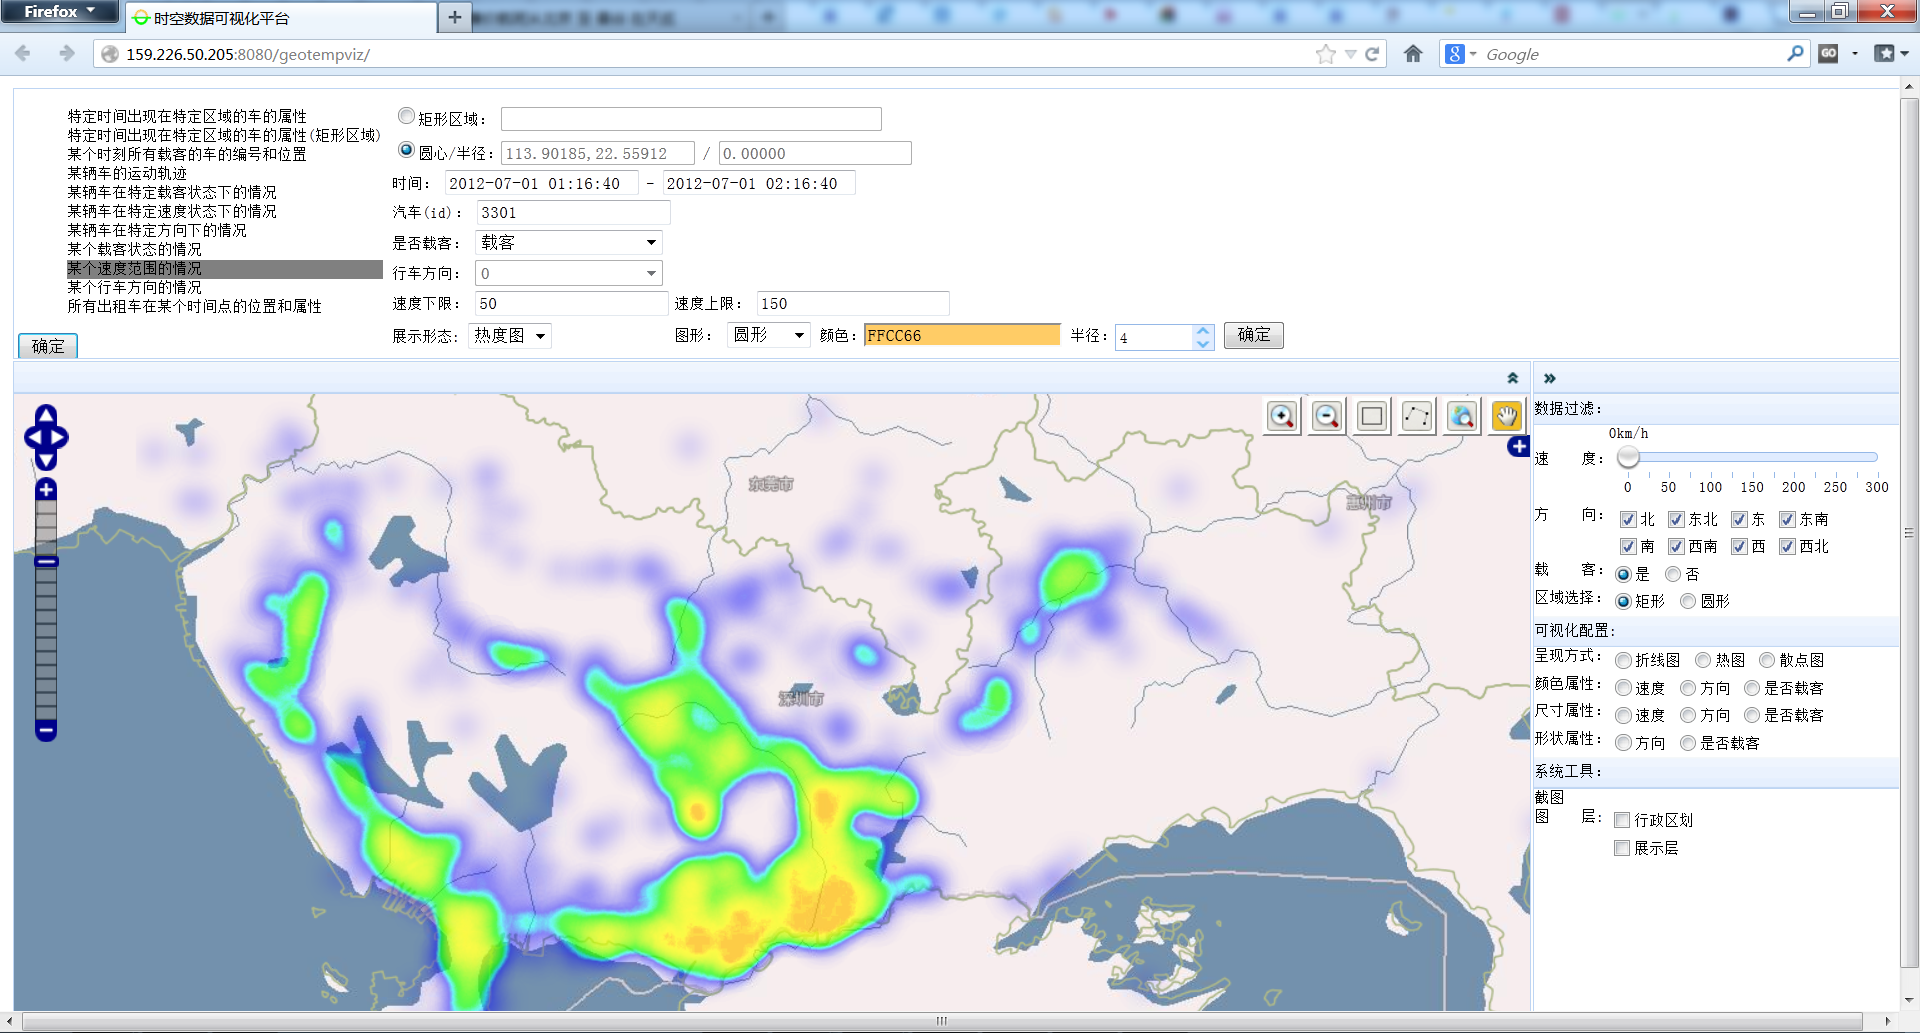 Firefox
时空数据可视化平台
159.226.50.205:8080/geotempviz/
Google
GO
特定时间出现在特定区域的车的属性
特定时间出现在特定区域的车的属性(矩形区域)
某个时刻所有载客的车的编号和位置
某辆车的运动轨迹
某辆车在特定载客状态下的情况
某辆车在特定速度状态下的情况
某辆车在特定方向下的情况
某个载客状态的情况
某个速度范围的情况
某个行车方向的情况
所有出租车在某个时间点的位置和属性
确定
矩形区域:
圆心/半径: 113.90185,22.55912 / 0.00000
时间: 2012-07-01 01:16:40 - 2012-07-01 02:16:40
汽车(id): 3301
是否载客: 载客
行车方向: 0
速度下限: 50 速度上限: 150
展示形态: 热度图 图形: 圆形 颜色: FFCC66 半径: 4 确定
东莞市
惠州市
深圳市
数据过滤:
0km/h
速 度:
0 50 100 150 200 250 300
方 向: 北 东北 东 东南
南 西南 西 西北
载 客: 是 否
区域选择: 矩形 圆形
可视化配置:
呈现方式: 折线图 热图 散点图
颜色属性: 速度 方向 是否载客
尺寸属性: 速度 方向 是否载客
形状属性: 方向 是否载客
系统工具:
截图
图 层: 行政区划
展示层